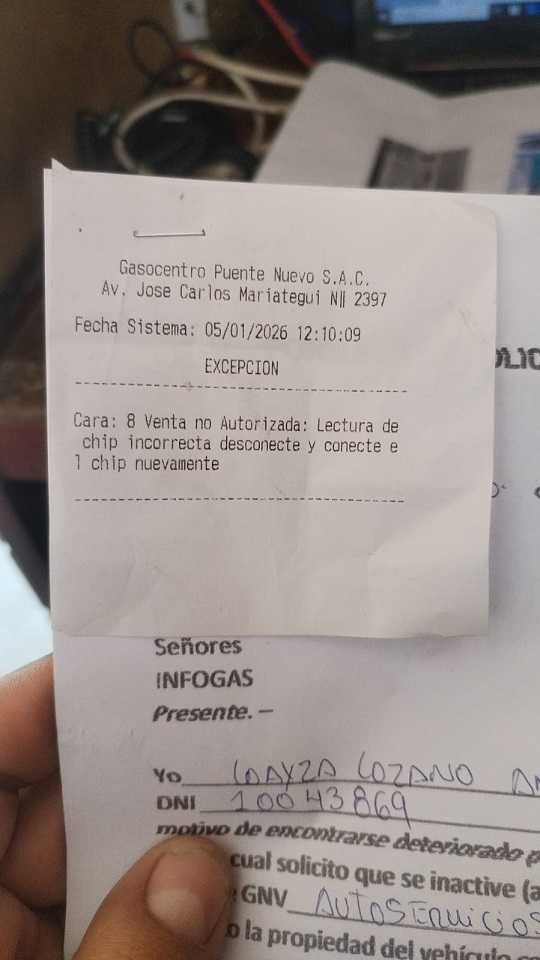 Gasocentro Puente Nuevo S.A.C.
Av. Jose Carlos Mariategui N‖ 2397
Fecha Sistema: 05/01/2026 12:10:09
EXCEPCION
----------------------------------------
Cara: 8 Venta no Autorizada: Lectura de
chip incorrecta desconecte y conecte e
l chip nuevamente
----------------------------------------
OLIC
Señores
INFOGAS
Presente. –
Yo LOAYZA LOZANO AN
DNI 10043869
motivo de encontrarse deteriorado p
cual solicito que se inactive (a
GNV AUTOSERVICIOS
o la propiedad del vehículo